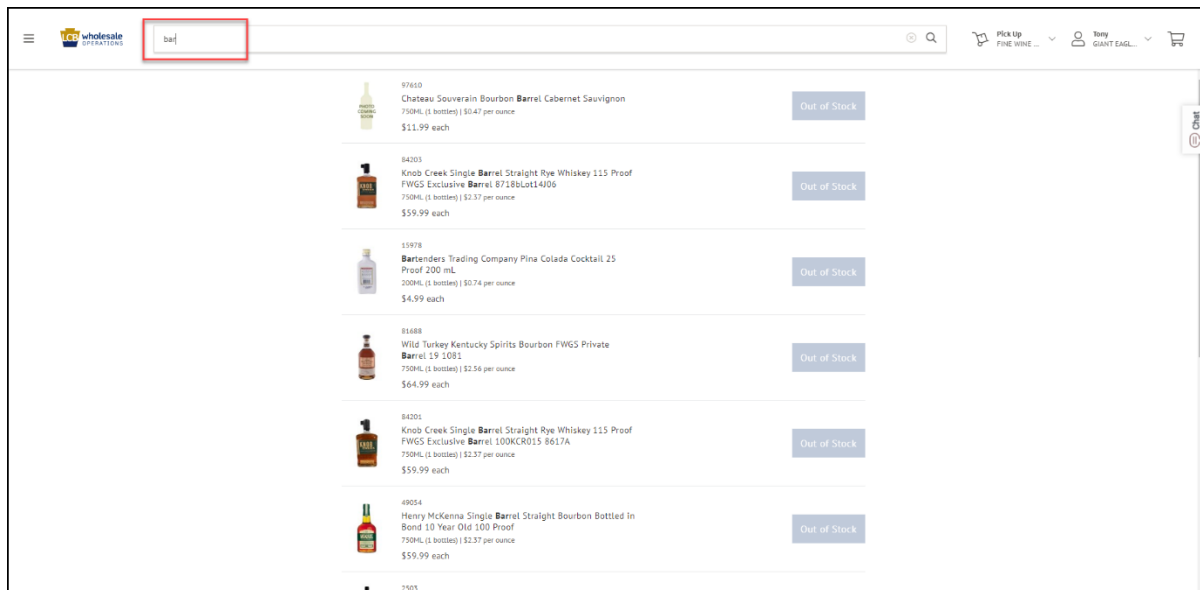 LCB wholesale
OPERATIONS
bar
Pick Up
FINE WINE ...
Tony
GIANT EAGL...
Chat
97610
PHOTO
COMING
SOON
Chateau Souverain Bourbon Barrel Cabernet Sauvignon
750ML (1 bottles) | $0.47 per ounce
$11.99 each
Out of Stock
84203
Knob Creek Single Barrel Straight Rye Whiskey 115 Proof
FWGS Exclusive Barrel 8718bLot14J06
750ML (1 bottles) | $2.37 per ounce
$59.99 each
Out of Stock
15978
Bartenders Trading Company Pina Colada Cocktail 25
Proof 200 mL
200ML (1 bottles) | $0.74 per ounce
$4.99 each
Out of Stock
81688
Wild Turkey Kentucky Spirits Bourbon FWGS Private
Barrel 19 1081
750ML (1 bottles) | $2.56 per ounce
$64.99 each
Out of Stock
84201
Knob Creek Single Barrel Straight Rye Whiskey 115 Proof
FWGS Exclusive Barrel 100KCR015 8617A
750ML (1 bottles) | $2.37 per ounce
$59.99 each
Out of Stock
49054
Henry McKenna Single Barrel Straight Bourbon Bottled in
Bond 10 Year Old 100 Proof
750ML (1 bottles) | $2.37 per ounce
$59.99 each
Out of Stock
2503